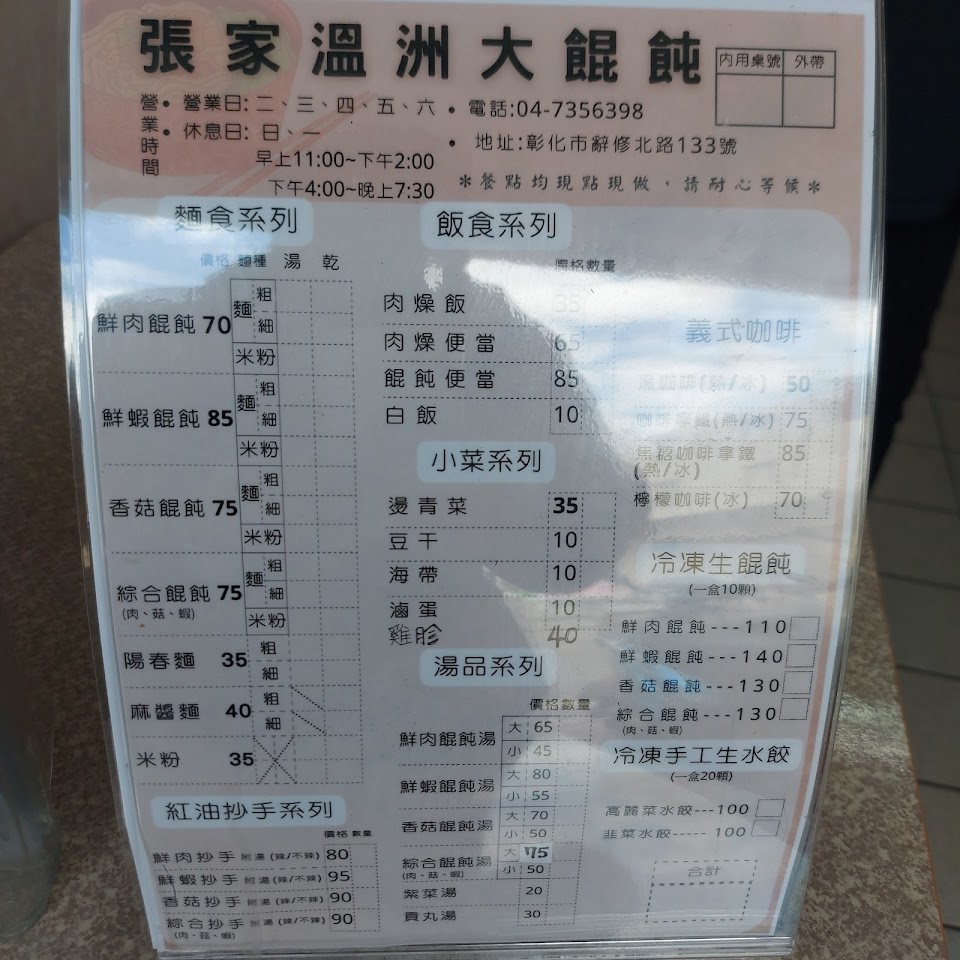 張家溫洲大餛飩
內用桌號 外帶
營業時間
• 營業日: 二、三、四、五、六
• 休息日: 日、一
早上11:00~下午2:00
下午4:00~晚上7:30
• 電話:04-7356398
• 地址:彰化市辭修北路133號
＊餐點均現點現做，請耐心等候＊
麵食系列
價格 麵種 湯 乾
鮮肉餛飩 70 麵 粗 細 米粉
鮮蝦餛飩 85 麵 粗 細 米粉
香菇餛飩 75 麵 粗 細 米粉
綜合餛飩 75 麵 粗 細 米粉
(肉、菇、蝦)
陽春麵 35 粗 細
麻醬麵 40 粗 細
米粉 35
紅油抄手系列
價格 數量
鮮肉抄手 附湯 (辣/不辣) 80
鮮蝦抄手 附湯 (辣/不辣) 95
香菇抄手 附湯 (辣/不辣) 90
綜合抄手 附湯 (辣/不辣) 90
(肉、菇、蝦)
飯食系列
價格數量
肉燥飯 35
肉燥便當 65
餛飩便當 85
白飯 10
小菜系列
燙青菜 35
豆干 10
海帶 10
滷蛋 10
雞胗 40
湯品系列
價格數量
鮮肉餛飩湯 大 65 小 45
鮮蝦餛飩湯 大 80 小 55
香菇餛飩湯 大 70 小 50
綜合餛飩湯 大 75 小 50
(肉、菇、蝦)
紫菜湯 20
貢丸湯 30
義式咖啡
黑咖啡(熱/冰) 50
咖啡拿鐵(熱/冰) 75
焦糖咖啡拿鐵 85
(熱/冰)
檸檬咖啡(冰) 70
冷凍生餛飩
(一盒10顆)
鮮肉餛飩---110
鮮蝦餛飩---140
香菇餛飩---130
綜合餛飩---130
(肉、菇、蝦)
冷凍手工生水餃
(一盒20顆)
高麗菜水餃---100
韭菜水餃----- 100
合計